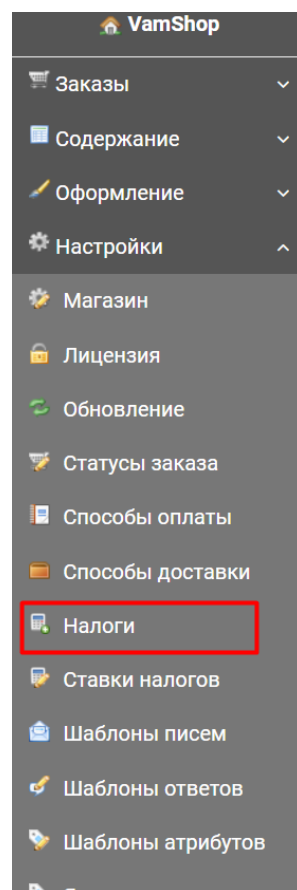 VamShop
Заказы
Содержание
Оформление
Настройки
Магазин
Лицензия
Обновление
Статусы заказа
Способы оплаты
Способы доставки
Налоги
Ставки налогов
Шаблоны писем
Шаблоны ответов
Шаблоны атрибутов